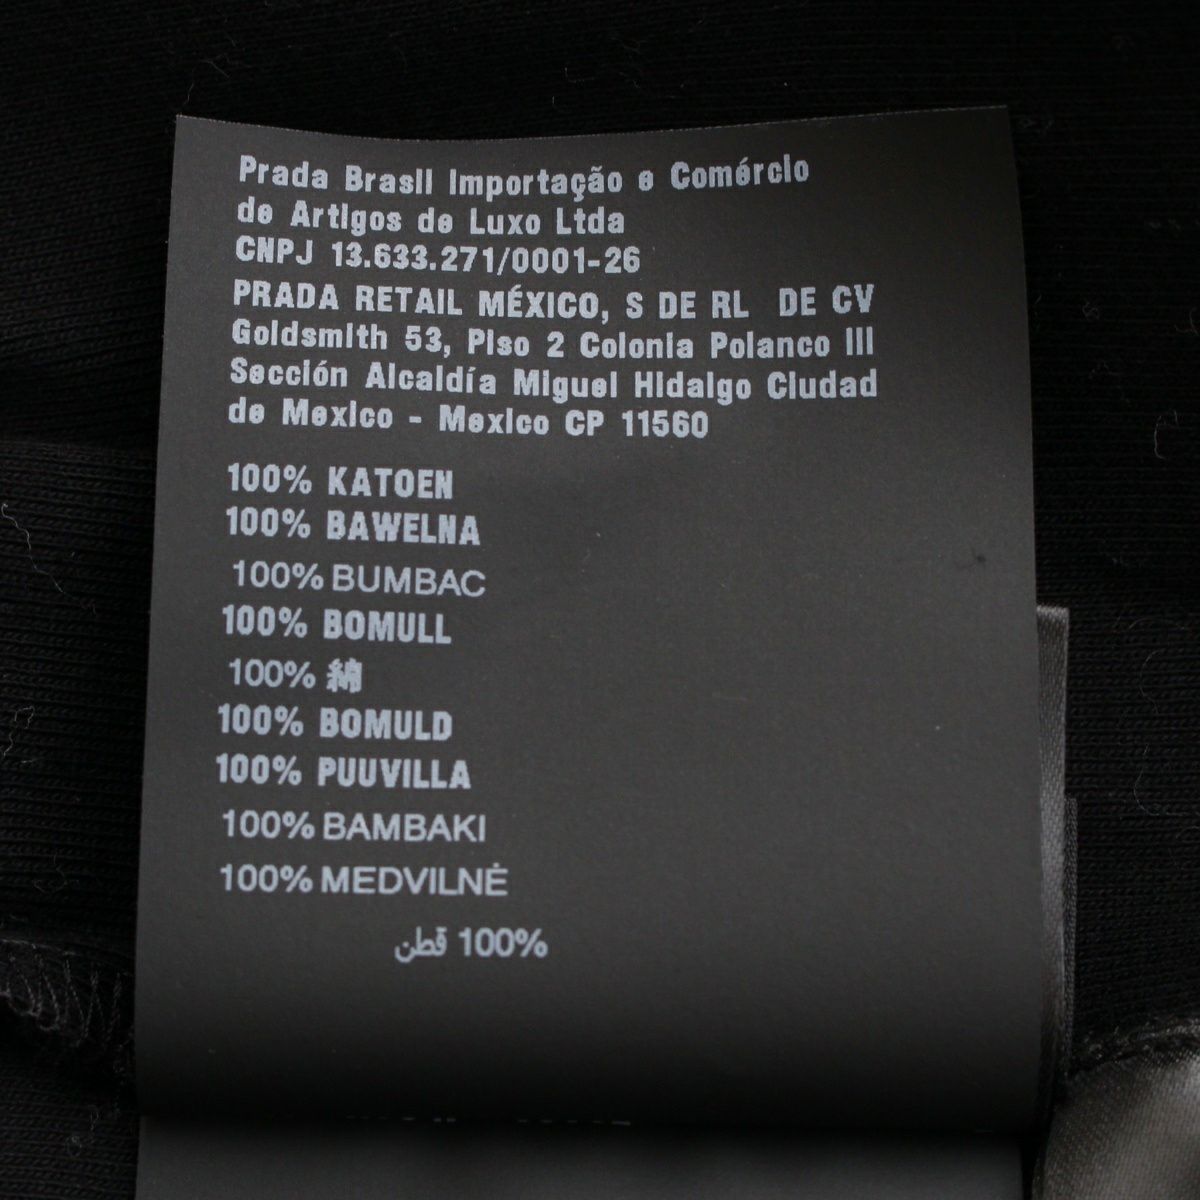 Prada Brasil Importação e Comércio
de Artigos de Luxo Ltda
CNPJ 13.633.271/0001-26
PRADA RETAIL MÉXICO, S DE RL DE CV
Goldsmith 53, Piso 2 Colonia Polanco III
Sección Alcaldía Miguel Hidalgo Ciudad
de Mexico - Mexico CP 11560
100% KATOEN
100% BAWELNA
100% BUMBAC
100% BOMULL
100% 綿
100% BOMULD
100% PUUVILLA
100% BAMBAKI
100% MEDVILNĖ
100% قطن